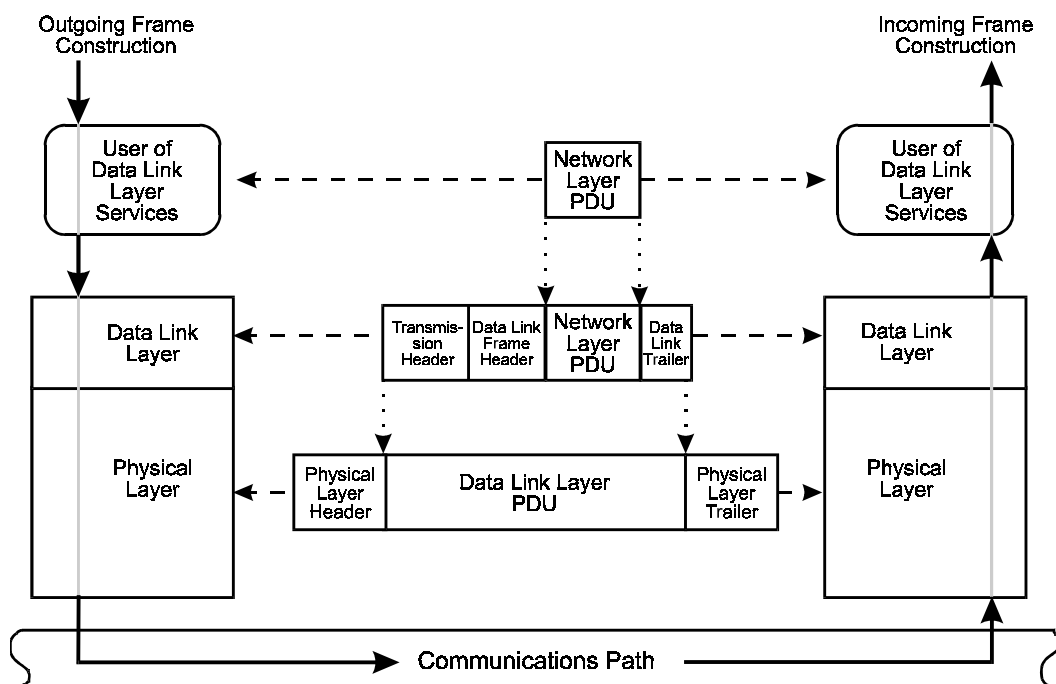 Outgoing Frame
Construction
Incoming Frame
Construction
User of
Data Link
Layer
Services
Network
Layer
PDU
User of
Data Link
Layer
Services
Data Link
Layer
Transmis-
sion
Header
Data Link
Frame
Header
Network
Layer
PDU
Data
Link
Trailer
Data Link
Layer
Physical
Layer
Physical
Layer
Header
Data Link Layer
PDU
Physical
Layer
Trailer
Physical
Layer
Communications Path